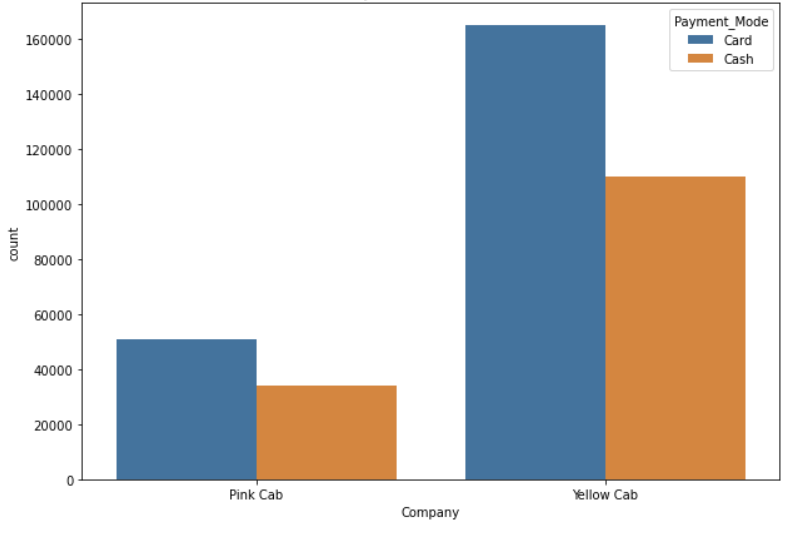 Payment_Mode
Card
Cash
160000
140000
120000
100000
80000
60000
40000
20000
0
count
Pink Cab
Yellow Cab
Company